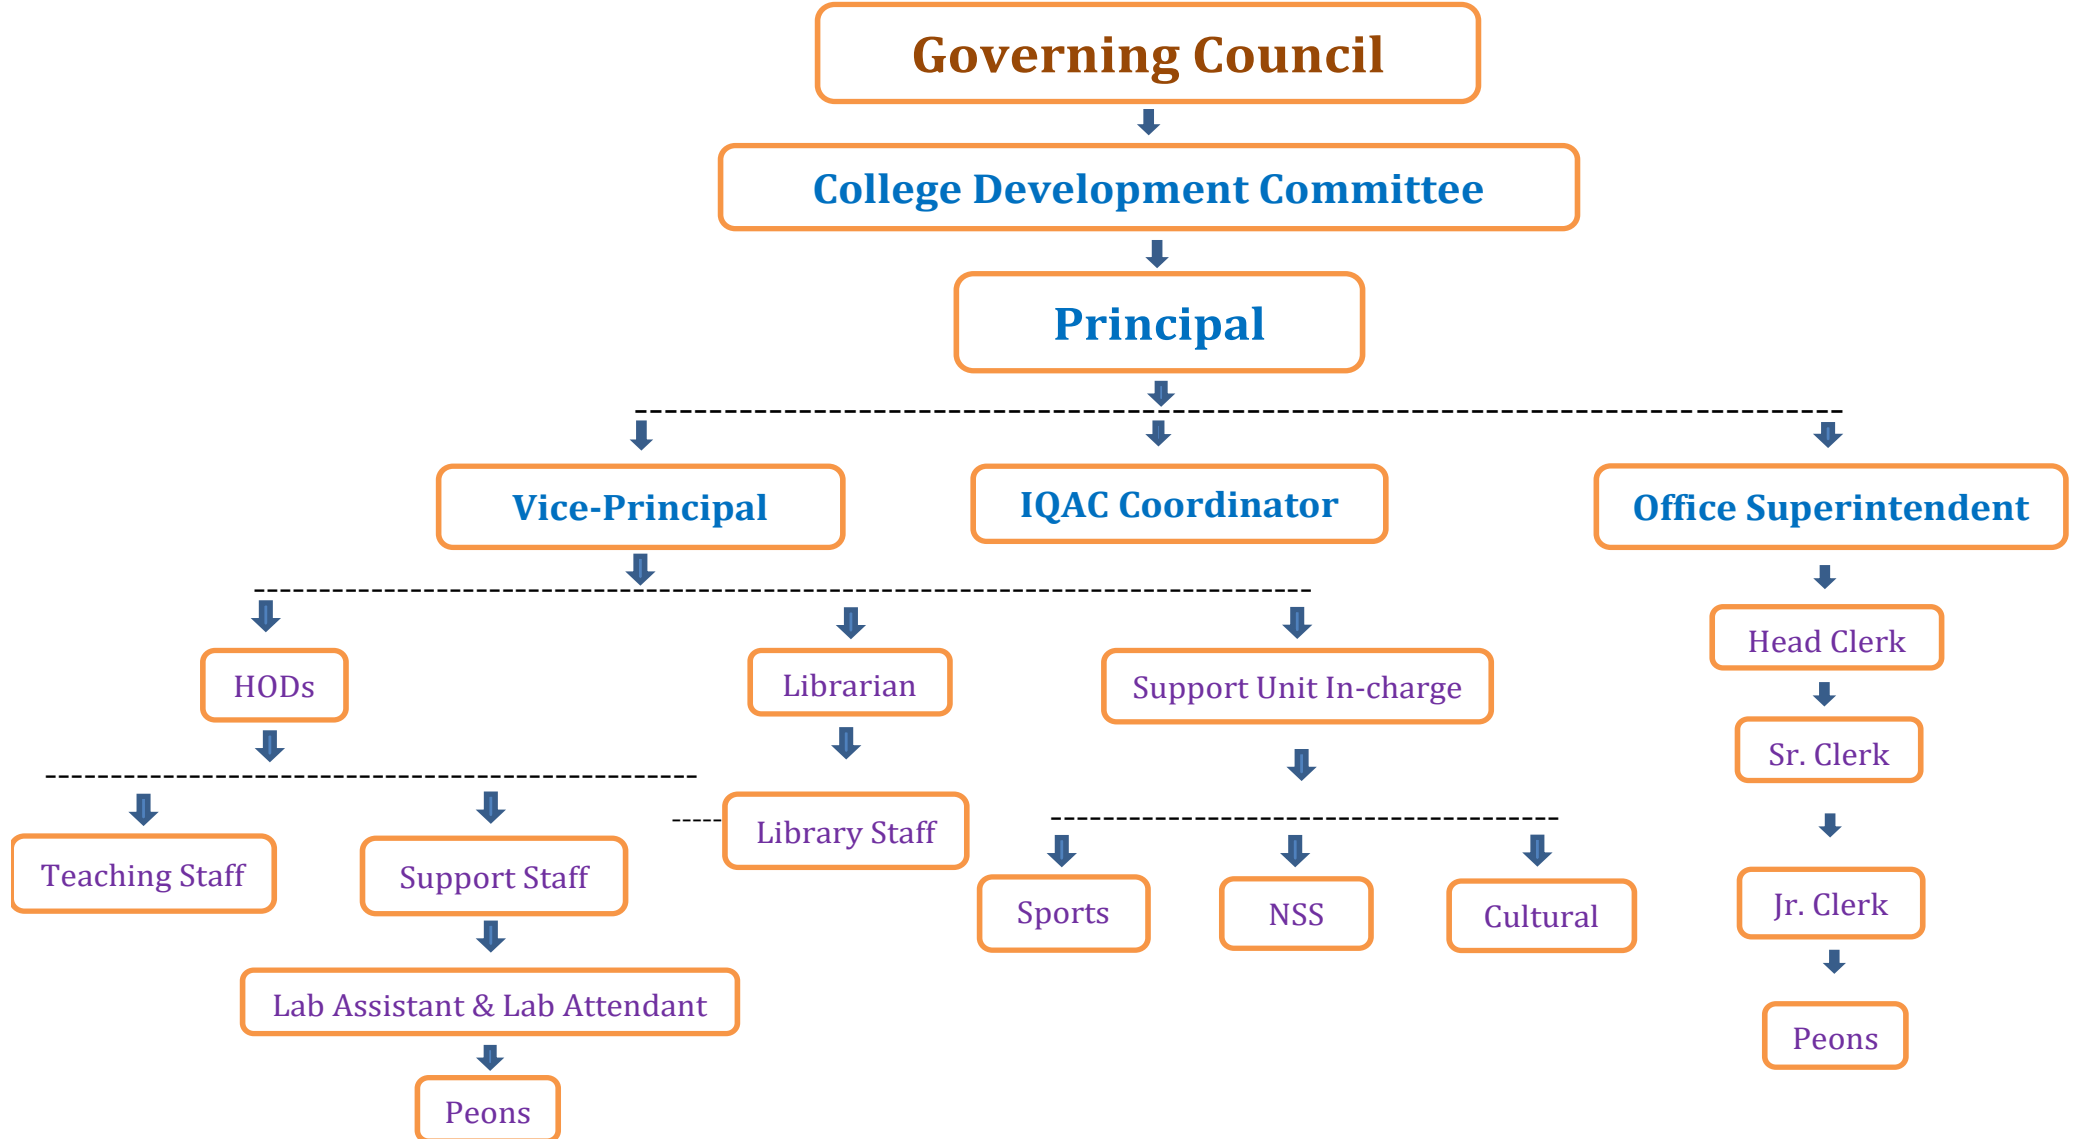 Governing Council
College Development Committee
Principal
Vice-Principal
IQAC Coordinator
Office Superintendent
HODs
Librarian
Support Unit In-charge
Head Clerk
Sr. Clerk
Teaching Staff
Support Staff
Library Staff
Sports
NSS
Cultural
Jr. Clerk
Lab Assistant & Lab Attendant
Peons
Peons